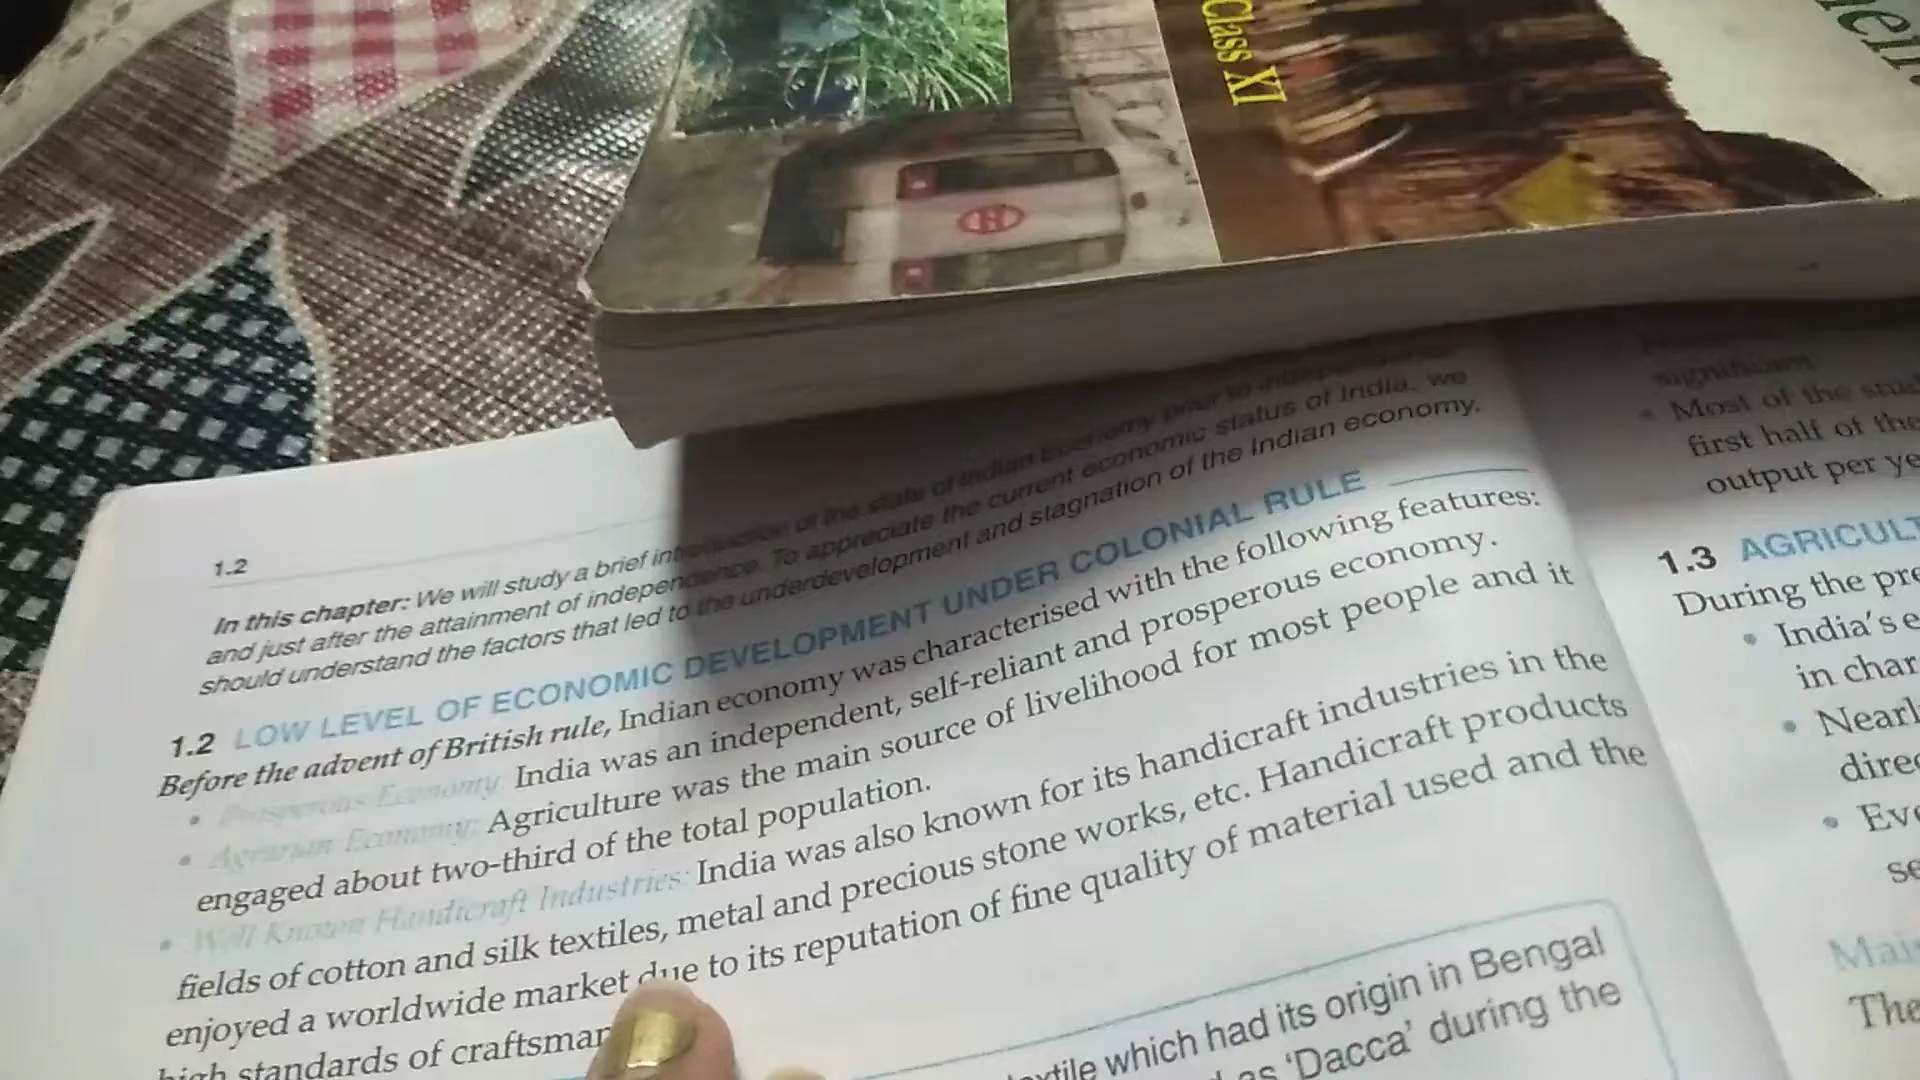 Class XI
1.2
In this chapter: We will study a brief introduction of the state of Indian Economy prior to independence
and just after the attainment of independence. To appreciate the current economic status of India, we
should understand the factors that led to the underdevelopment and stagnation of the Indian economy.
1.2 LOW LEVEL OF ECONOMIC DEVELOPMENT UNDER COLONIAL RULE
Before the advent of British rule, Indian economy was characterised with the following features:
• Prosperous Economy: India was an independent, self-reliant and prosperous economy.
• Agrarian Economy: Agriculture was the main source of livelihood for most people and it
engaged about two-third of the total population.
• Well Known Handicraft Industries: India was also known for its handicraft industries in the
fields of cotton and silk textiles, metal and precious stone works, etc. Handicraft products
enjoyed a worldwide market due to its reputation of fine quality of material used and the
high standards of craftsman
which had its origin in Bengal
as 'Dacca' during the
significant
• Most of the
first half of the
output per ye
1.3 AGRICULT
During the pre
• India's e
in char
• Nearl
direc
• Eve
se
Mai
The